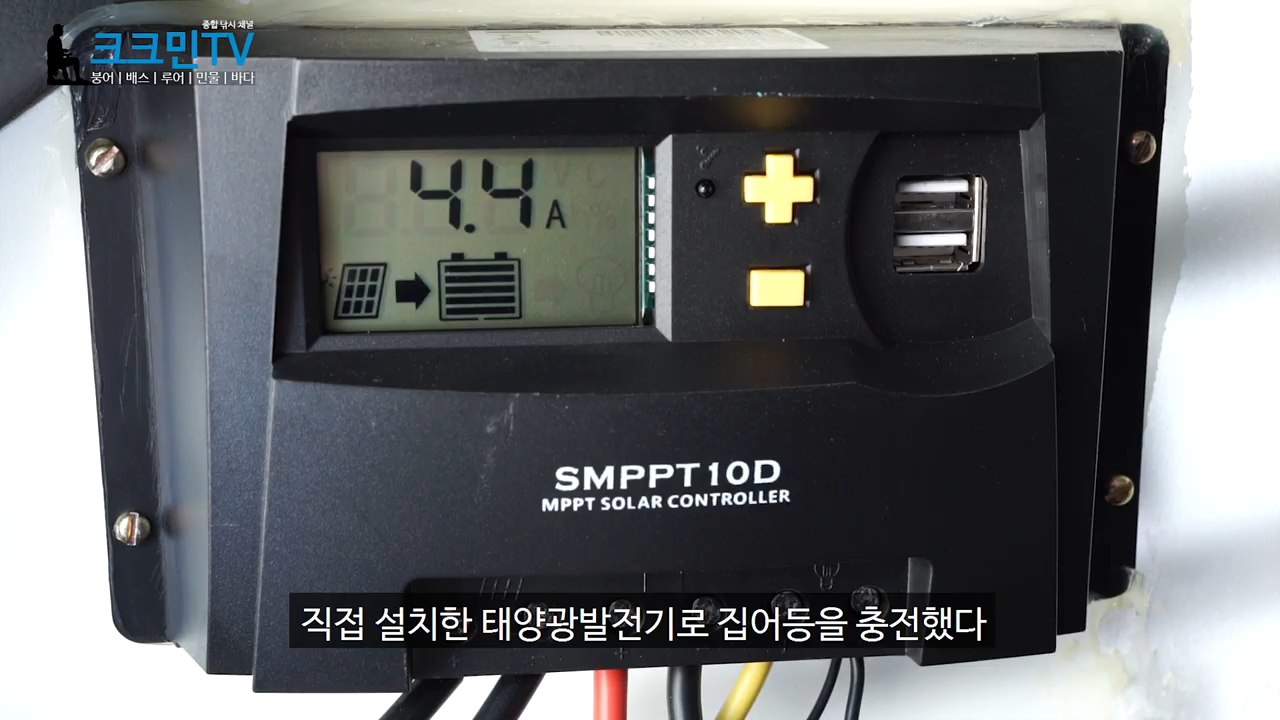 종합 낚시 채널
크크민TV
붕어 | 배스 | 루어 | 민물 | 바다
4.4 A
SMPPT10D
MPPT SOLAR CONTROLLER
직접 설치한 태양광발전기로 집어등을 충전했다